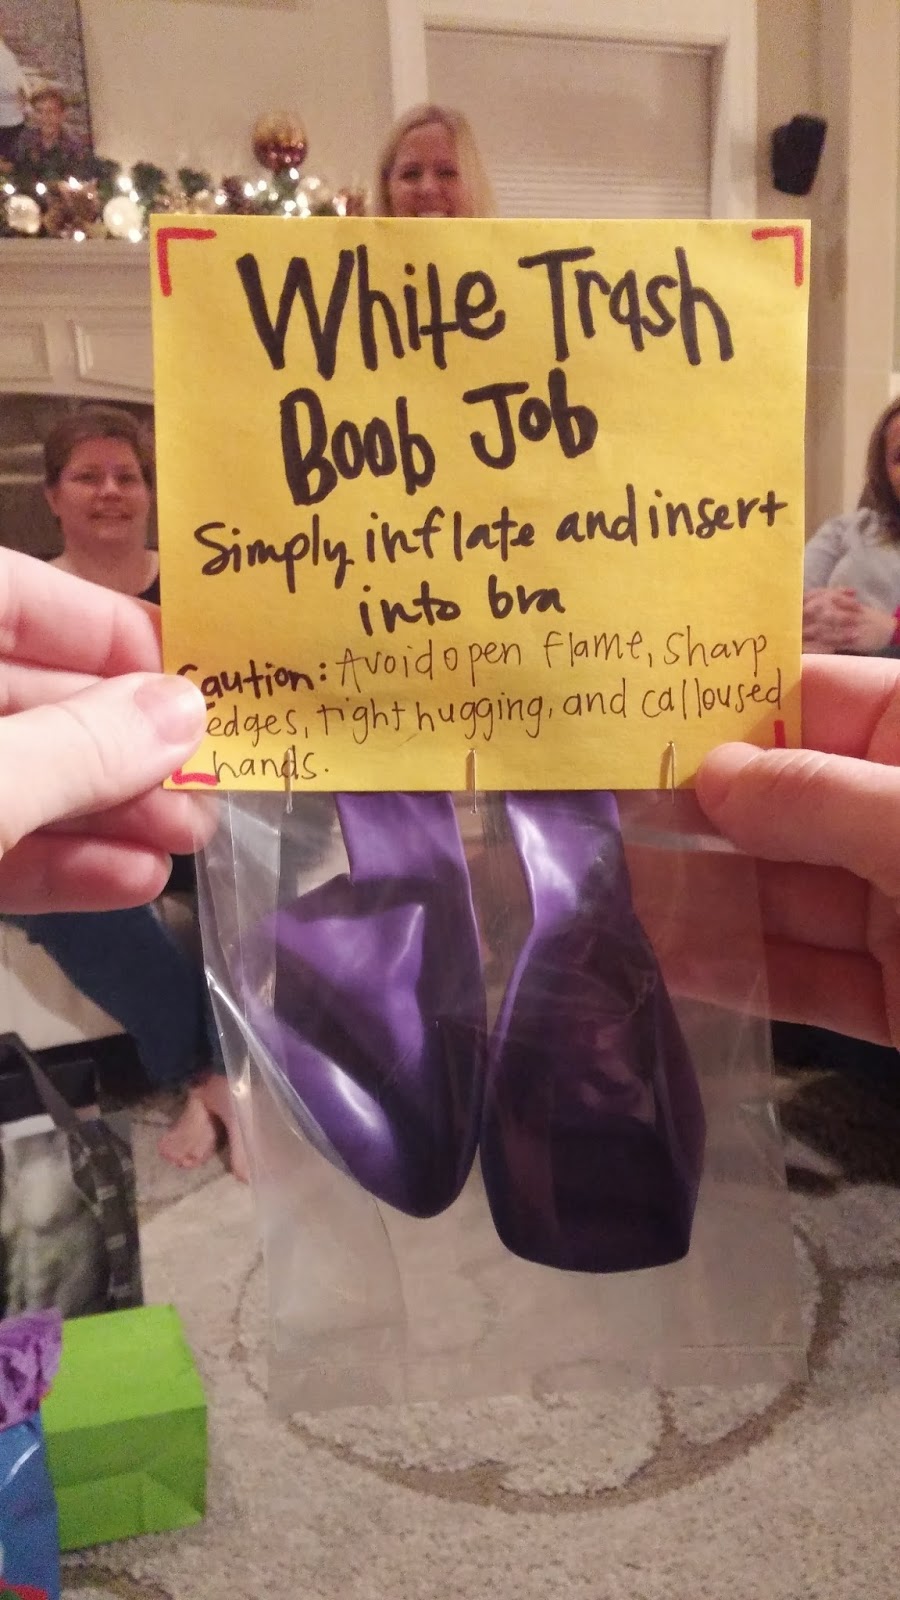 White Trash
Boob Job
Simply inflate and insert
into bra
Caution: Avoid open flame, sharp
edges, tight hugging, and calloused
hands.